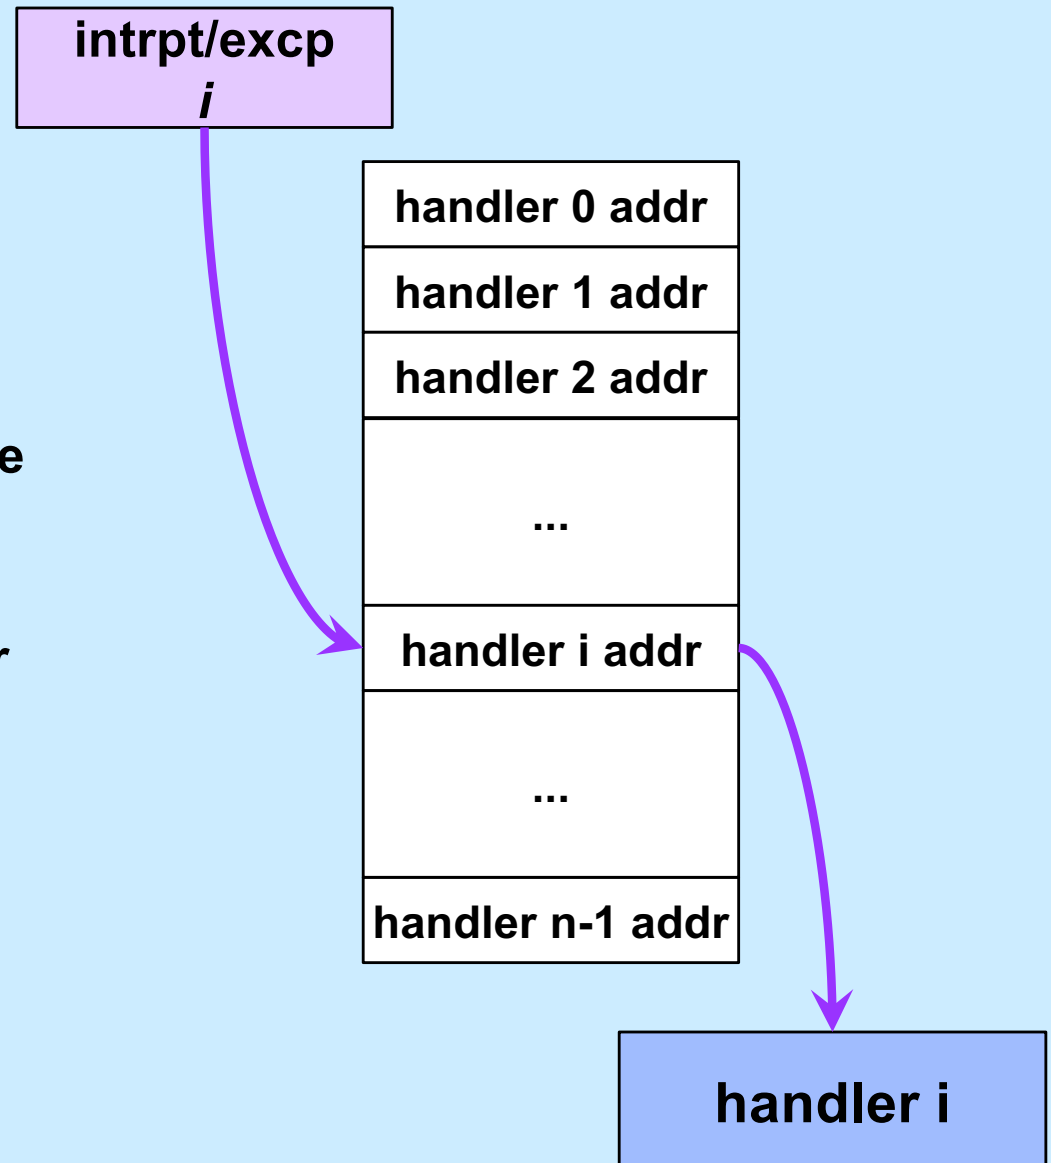 intrpt/excp
i
handler 0 addr
handler 1 addr
handler 2 addr
...
handler i addr
...
handler n-1 addr
handler i